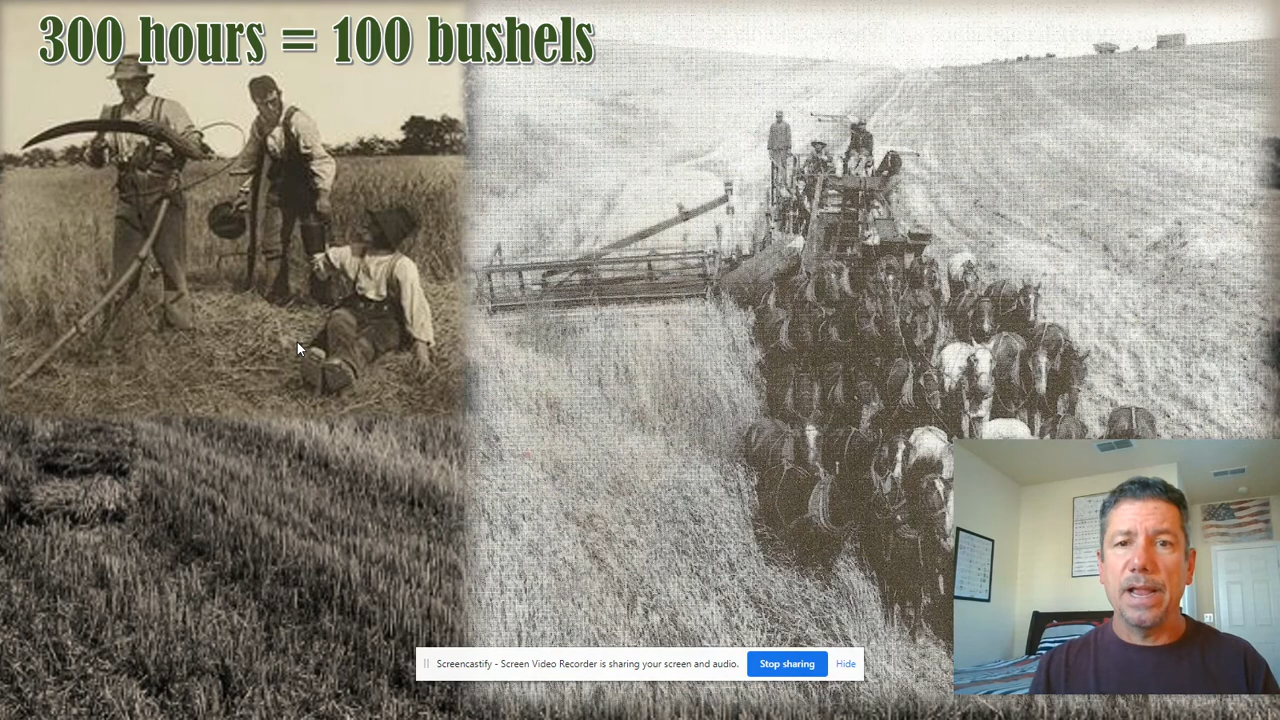 300 hours = 100 bushels
Screencastify - Screen Video Recorder is sharing your screen and audio. Stop sharing Hide